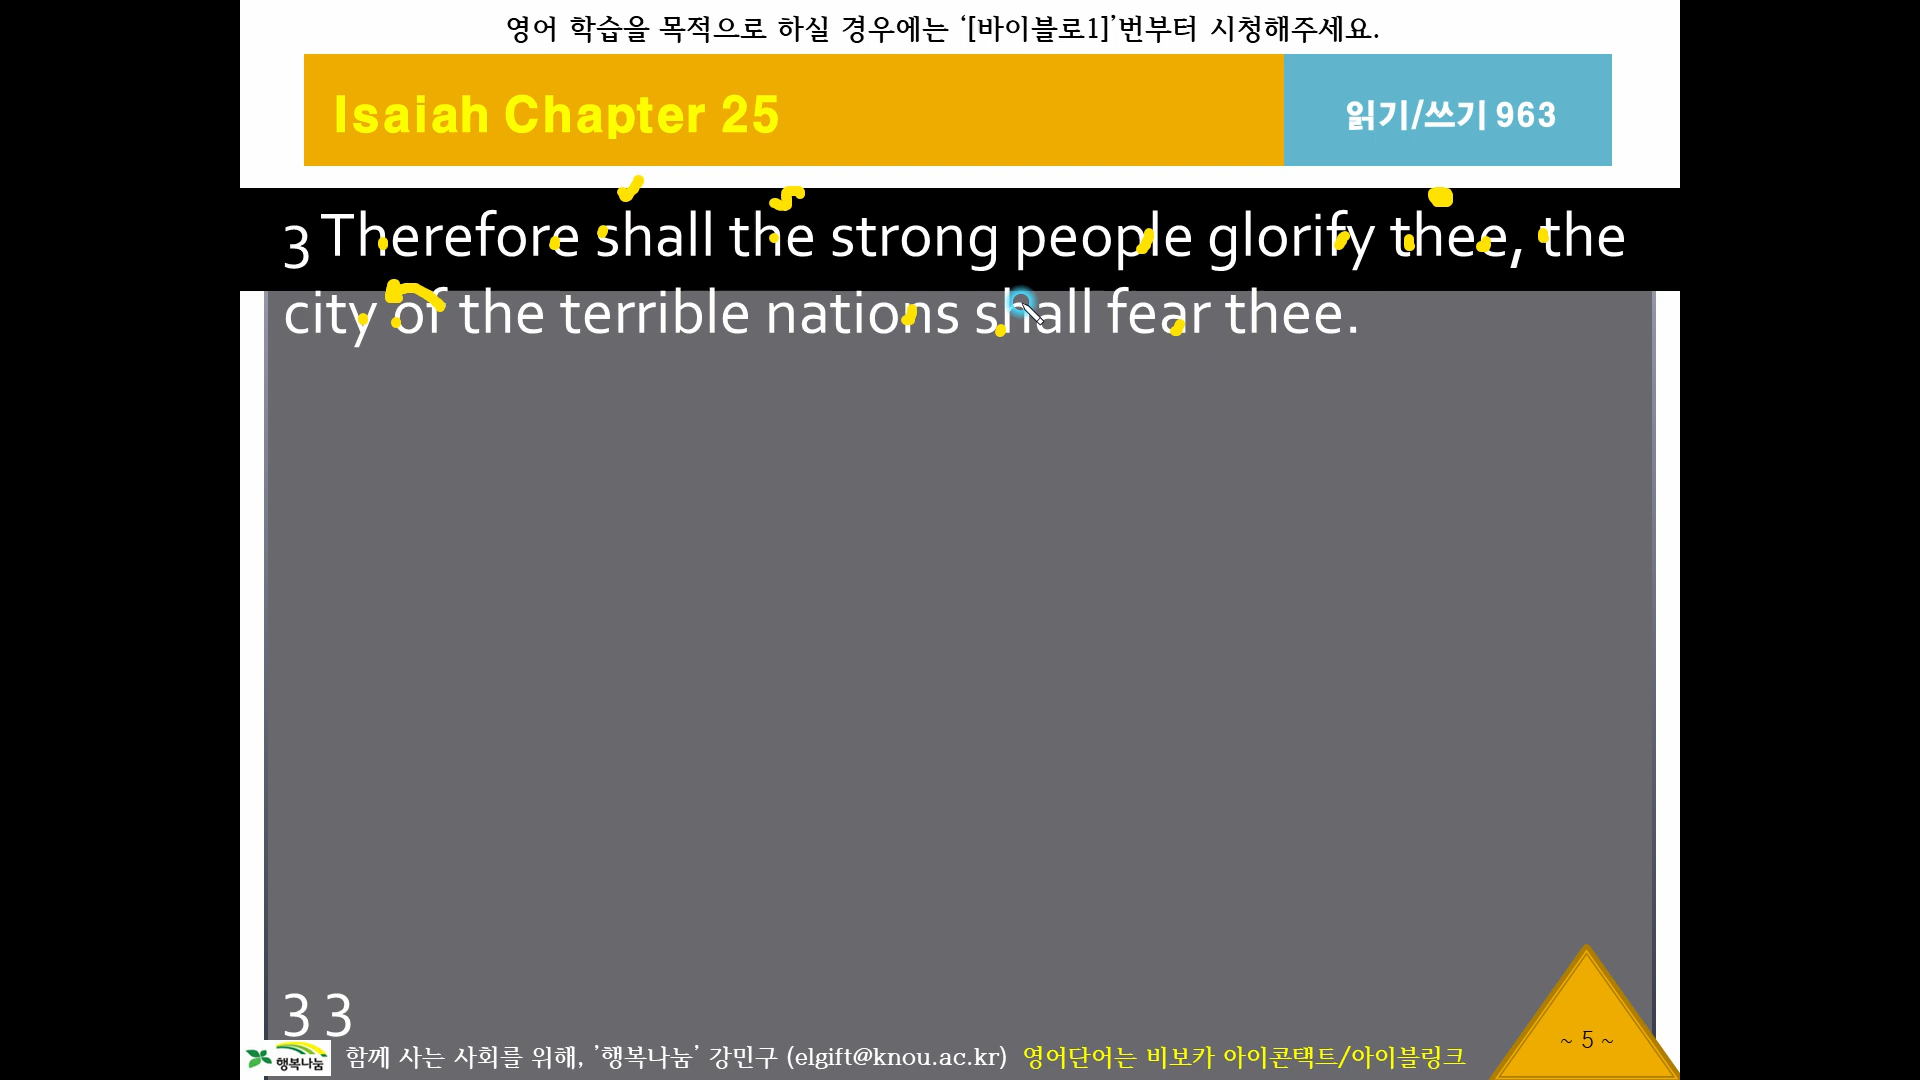 영어 학습을 목적으로 하실 경우에는 ‘[바이블로1]’번부터 시청해주세요.
Isaiah Chapter 25
읽기/쓰기 963
3 Therefore shall the strong people glorify thee, the
city of the terrible nations shall fear thee.
3 3
~ 5 ~
행복나눔
함께 사는 사회를 위해, ’행복나눔’ 강민구 (elgift@knou.ac.kr) 영어단어는 비보카 아이콘택트/아이블링크